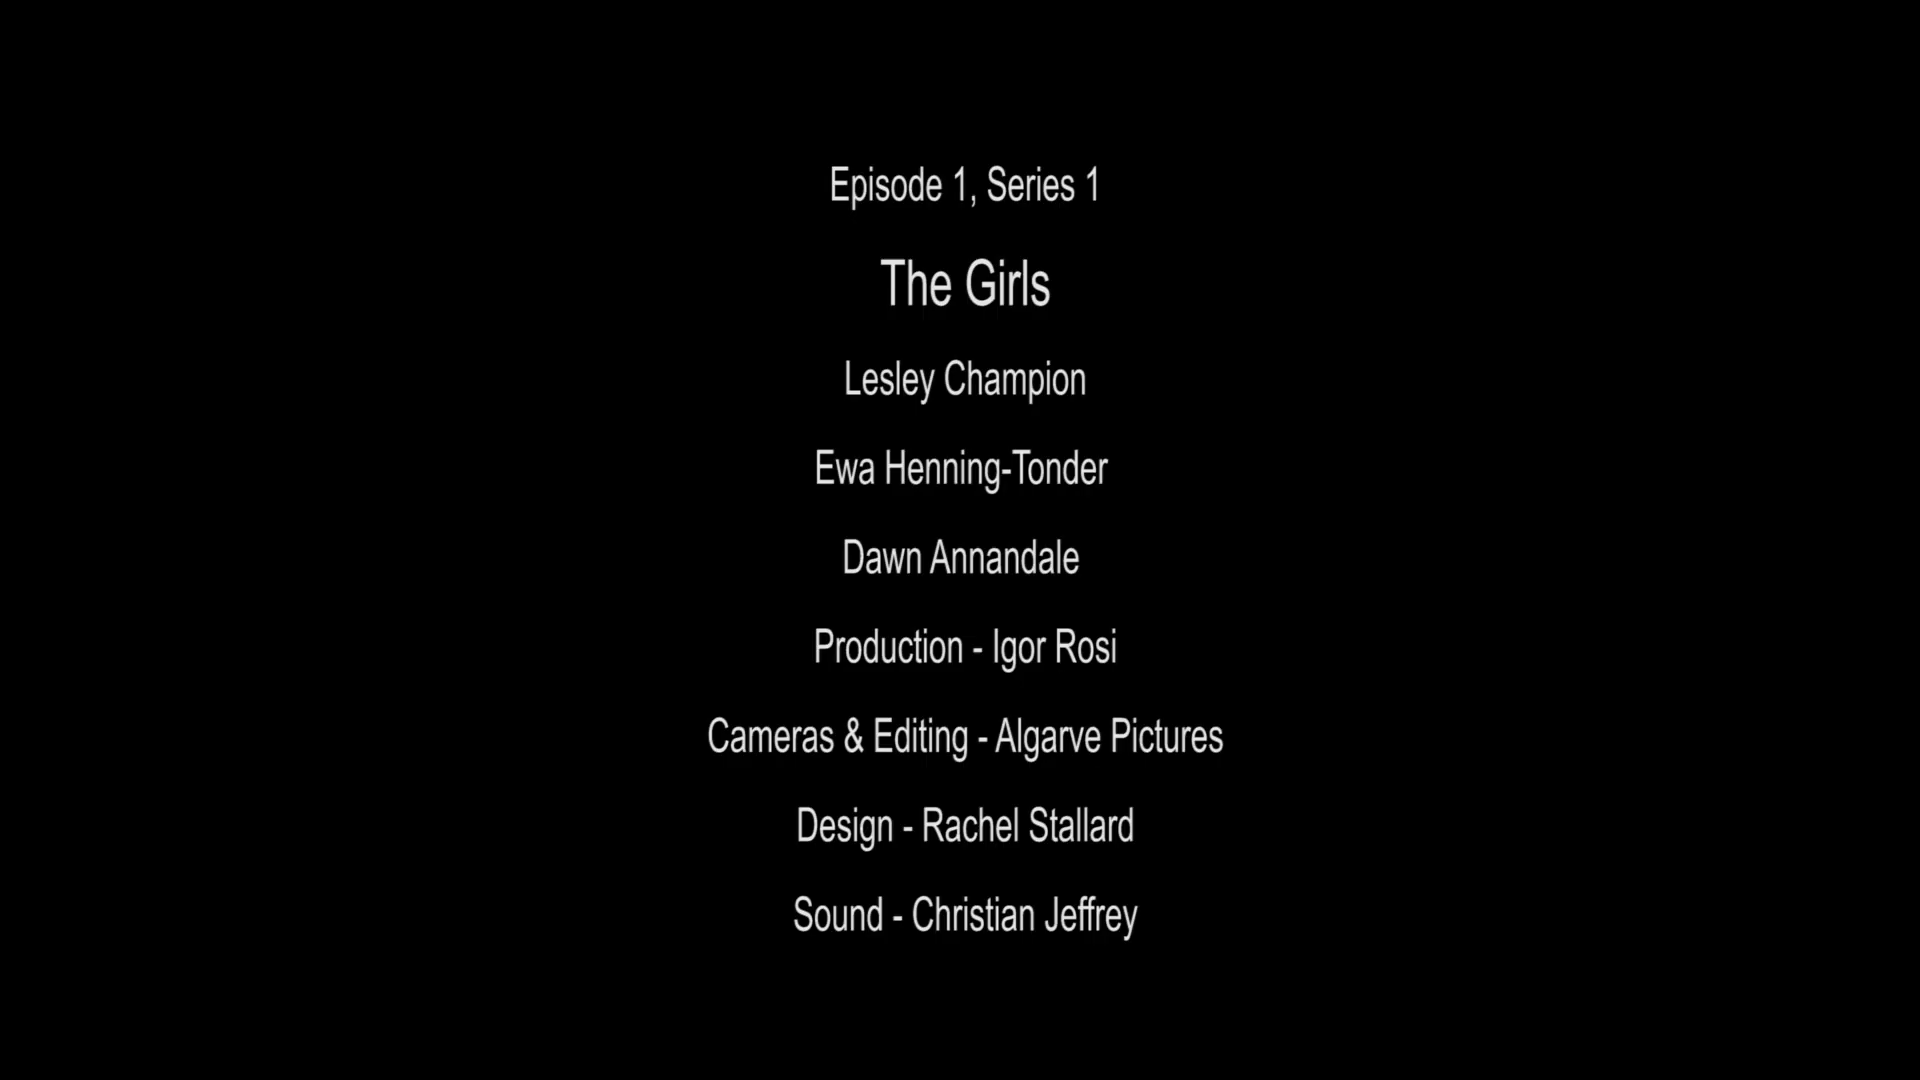 Episode 1, Series 1
The Girls
Lesley Champion
Ewa Henning-Tonder
Dawn Annandale
Production - Igor Rosi
Cameras & Editing - Algarve Pictures
Design - Rachel Stallard
Sound - Christian Jeffrey